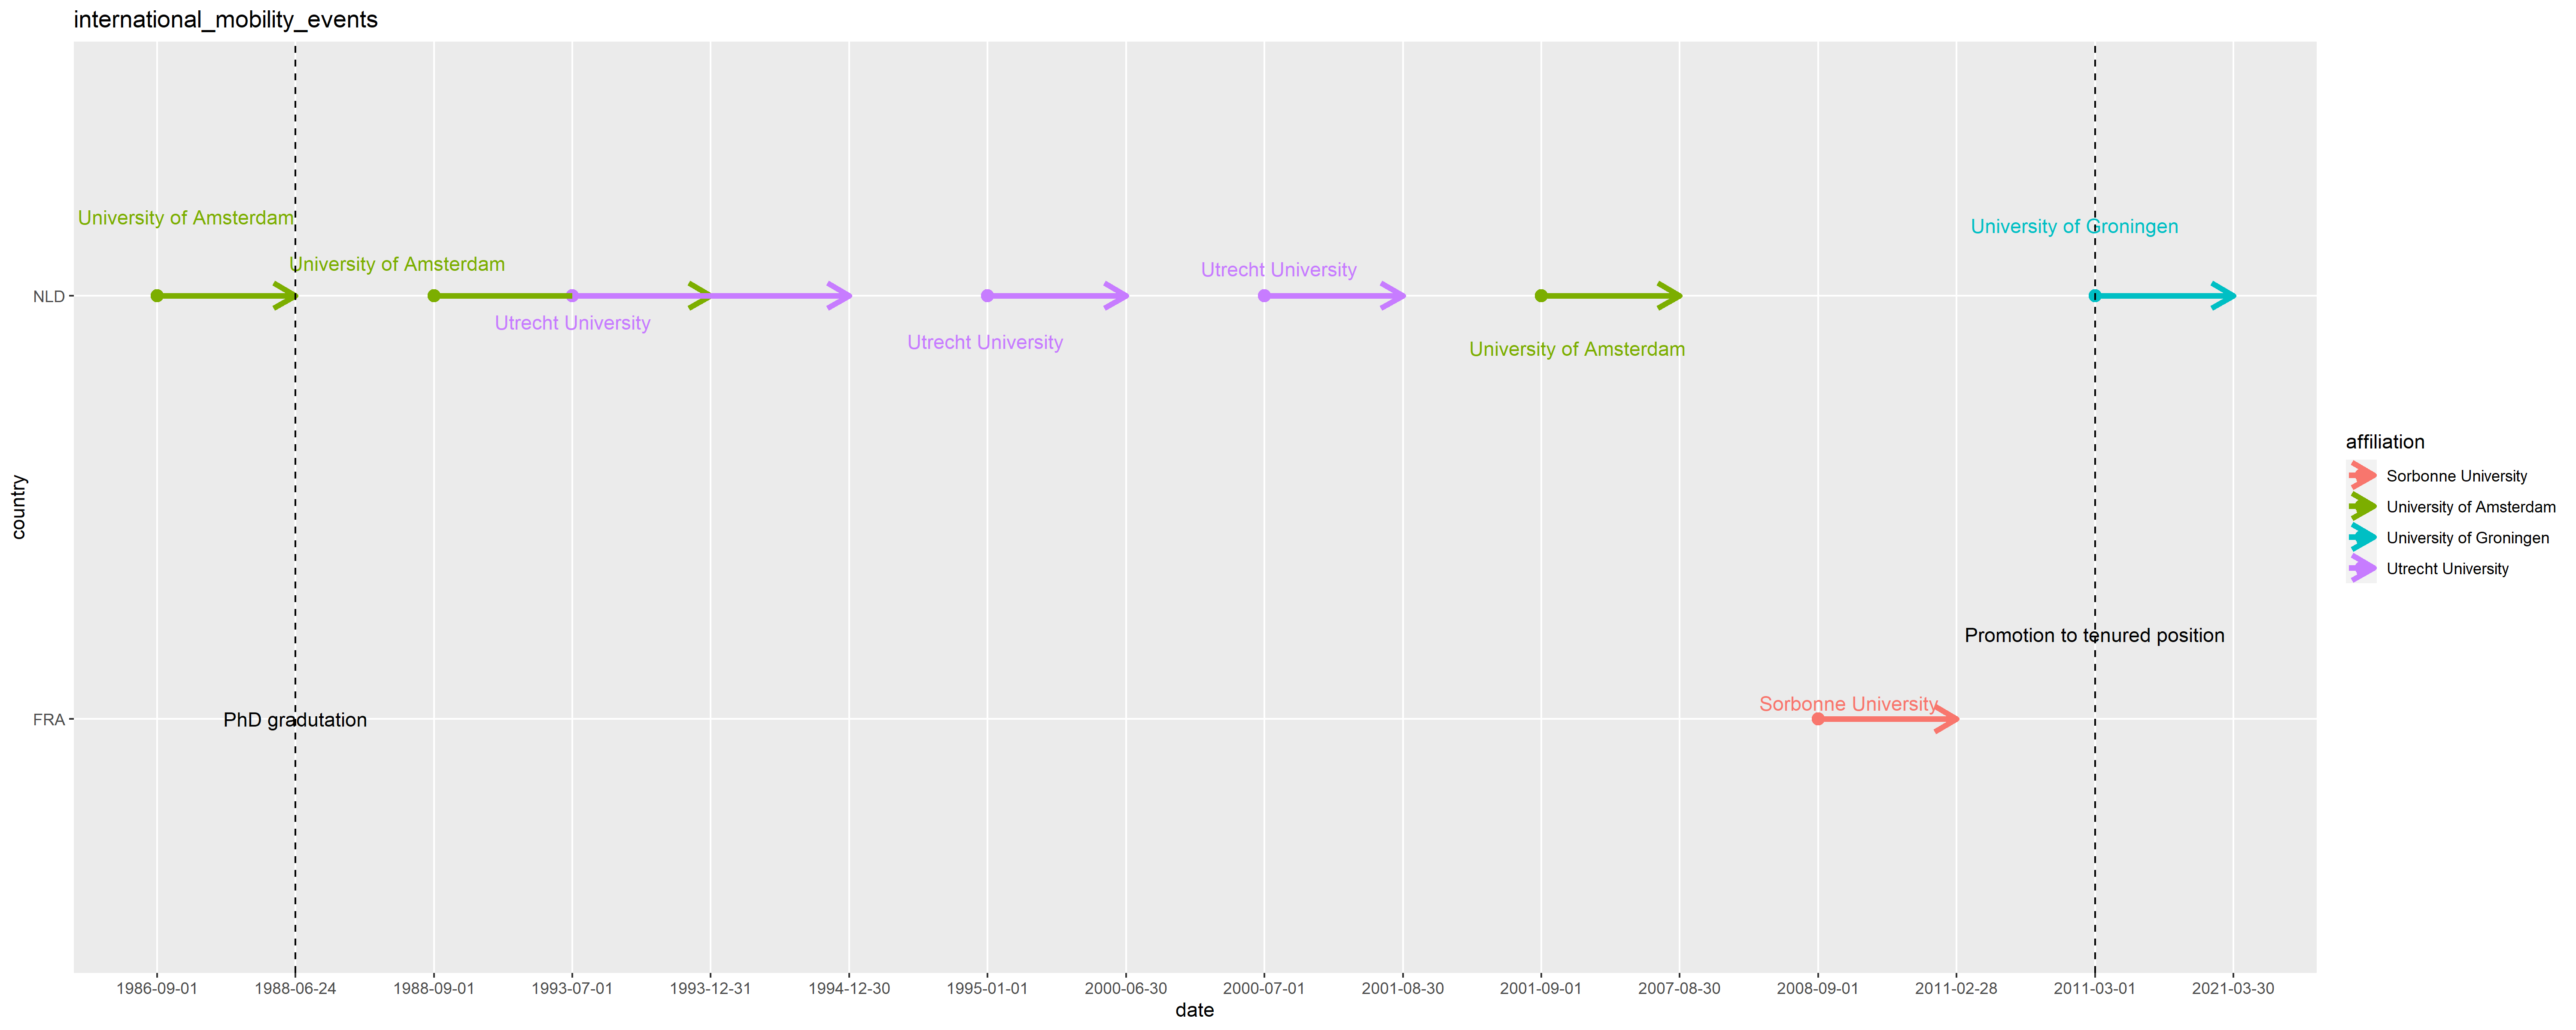 international_mobility_events
University of Amsterdam
University of Groningen
University of Amsterdam
Utrecht University
NLD
Utrecht University
Utrecht University
University of Amsterdam
country
affiliation
Sorbonne University
University of Amsterdam
University of Groningen
Utrecht University
Promotion to tenured position
Sorbonne University
FRA
PhD gradutation
1986-09-01 1988-06-24 1988-09-01 1993-07-01 1993-12-31 1994-12-30 1995-01-01 2000-06-30 2000-07-01 2001-08-30 2001-09-01 2007-08-30 2008-09-01 2011-02-28 2011-03-01 2021-03-30
date